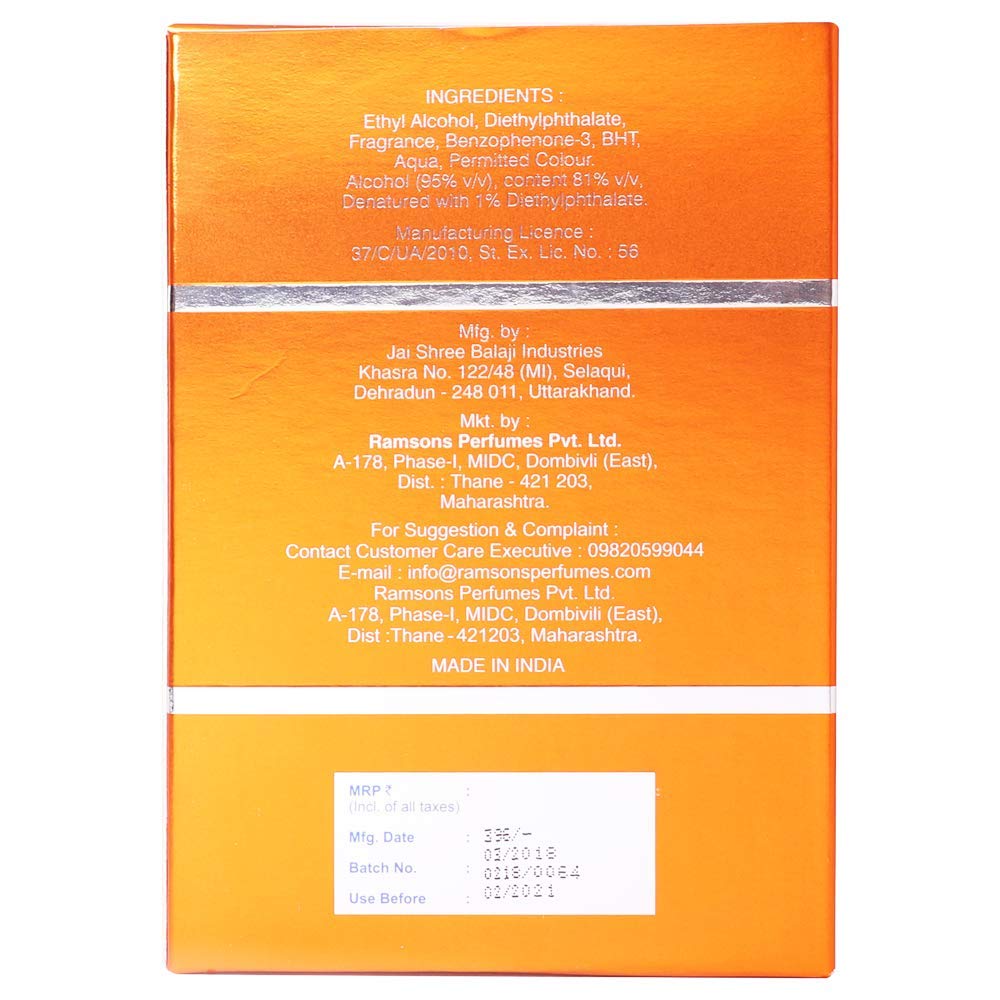 INGREDIENTS :
Ethyl Alcohol, Diethylphthalate,
Fragrance, Benzophenone-3, BHT,
Aqua, Permitted Colour.
Alcohol (95% v/v), content 81% v/v,
Denatured with 1% Diethylphthalate.
Manufacturing Licence :
37/C/UA/2010, St. Ex. Lic. No. : 56
Mfg. by :
Jai Shree Balaji Industries
Khasra No. 122/48 (MI), Selaqui,
Dehradun - 248 011, Uttarakhand.
Mkt. by :
Ramsons Perfumes Pvt. Ltd.
A-178, Phase-I, MIDC, Dombivli (East),
Dist. : Thane - 421 203,
Maharashtra.
For Suggestion & Complaint :
Contact Customer Care Executive : 09820599044
E-mail : info@ramsonsperfumes.com
Ramsons Perfumes Pvt. Ltd.
A-178, Phase-I, MIDC, Dombivili (East),
Dist :Thane - 421203, Maharashtra.
MADE IN INDIA
MRP ₹ :
(Incl. of all taxes)
Mfg. Date : 396/-
03/2018
Batch No. : 0218/0064
Use Before : 02/2021